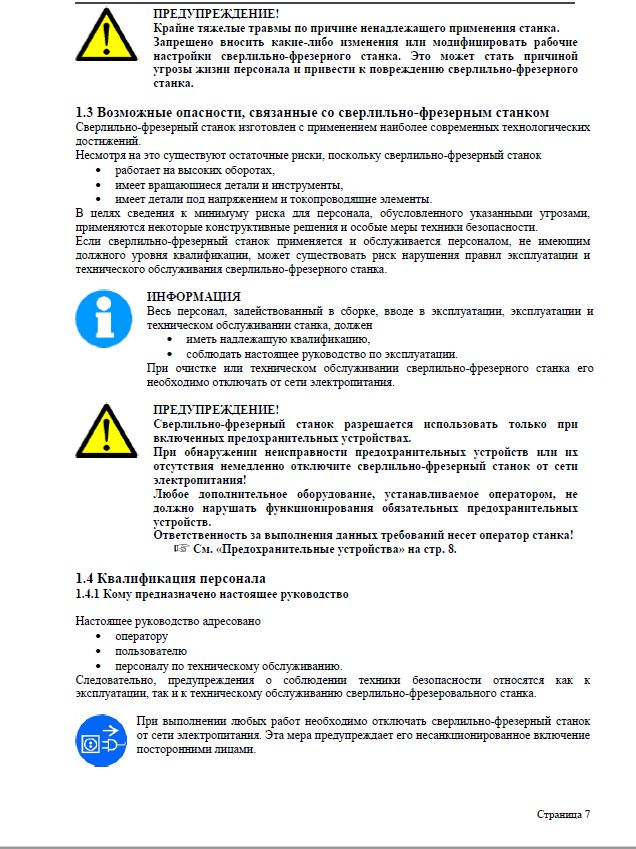 ПРЕДУПРЕЖДЕНИЕ!
Крайне тяжелые травмы по причине ненадлежащего применения станка.
Запрещено вносить какие-либо изменения или модифицировать рабочие
настройки сверлильно-фрезерного станка. Это может стать причиной
угрозы жизни персонала и привести к повреждению сверлильно-фрезерного
станка.
1.3 Возможные опасности, связанные со сверлильно-фрезерным станком
Сверлильно-фрезерный станок изготовлен с применением наиболее современных технологических
достижений.
Несмотря на это существуют остаточные риски, поскольку сверлильно-фрезерный станок
• работает на высоких оборотах,
• имеет вращающиеся детали и инструменты,
• имеет детали под напряжением и токопроводящие элементы.
В целях сведения к минимуму риска для персонала, обусловленного указанными угрозами,
применяются некоторые конструктивные решения и особые меры техники безопасности.
Если сверлильно-фрезерный станок применяется и обслуживается персоналом, не имеющим
должного уровня квалификации, может существовать риск нарушения правил эксплуатации и
технического обслуживания сверлильно-фрезерного станка.
ИНФОРМАЦИЯ
Весь персонал, задействованный в сборке, вводе в эксплуатации, эксплуатации и
техническом обслуживании станка, должен
• иметь надлежащую квалификацию,
• соблюдать настоящее руководство по эксплуатации.
При очистке или техническом обслуживании сверлильно-фрезерного станка его
необходимо отключать от сети электропитания.
ПРЕДУПРЕЖДЕНИЕ!
Сверлильно-фрезерный станок разрешается использовать только при
включенных предохранительных устройствах.
При обнаружении неисправности предохранительных устройств или их
отсутствия немедленно отключите сверлильно-фрезерный станок от сети
электропитания!
Любое дополнительное оборудование, устанавливаемое оператором, не
должно нарушать функционирования обязательных предохранительных
устройств.
Ответственность за выполнения данных требований несет оператор станка!
☞ См. «Предохранительные устройства» на стр. 8.
1.4 Квалификация персонала
1.4.1 Кому предназначено настоящее руководство
Настоящее руководство адресовано
• оператору
• пользователю
• персоналу по техническому обслуживанию.
Следовательно, предупреждения о соблюдении техники безопасности относятся как к
эксплуатации, так и к техническому обслуживанию сверлильно-фрезеровального станка.
При выполнении любых работ необходимо отключать сверлильно-фрезерный станок
от сети электропитания. Эта мера предупреждает его несанкционированное включение
посторонними лицами.
Страница 7